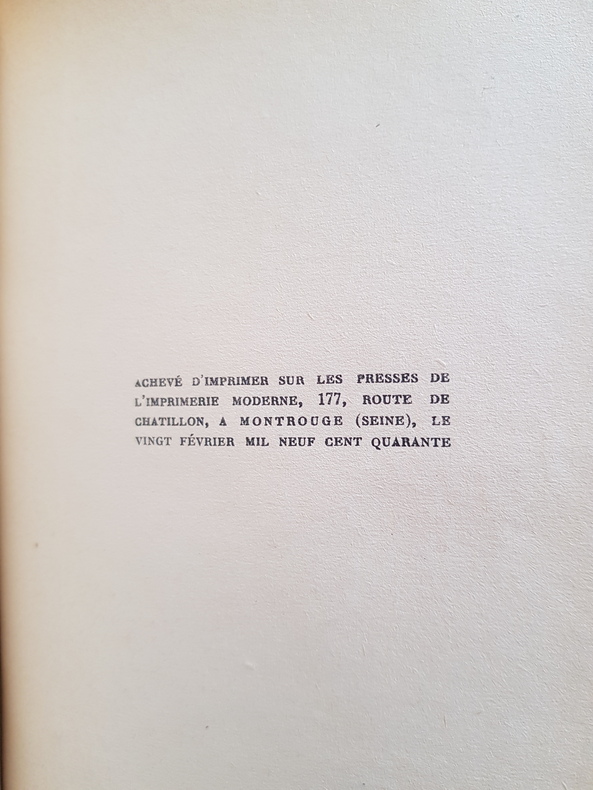 ACHEVÉ D'IMPRIMER SUR LES PRESSES DE
L'IMPRIMERIE MODERNE, 177, ROUTE DE
CHATILLON, A MONTROUGE (SEINE), LE
VINGT FÉVRIER MIL NEUF CENT QUARANTE